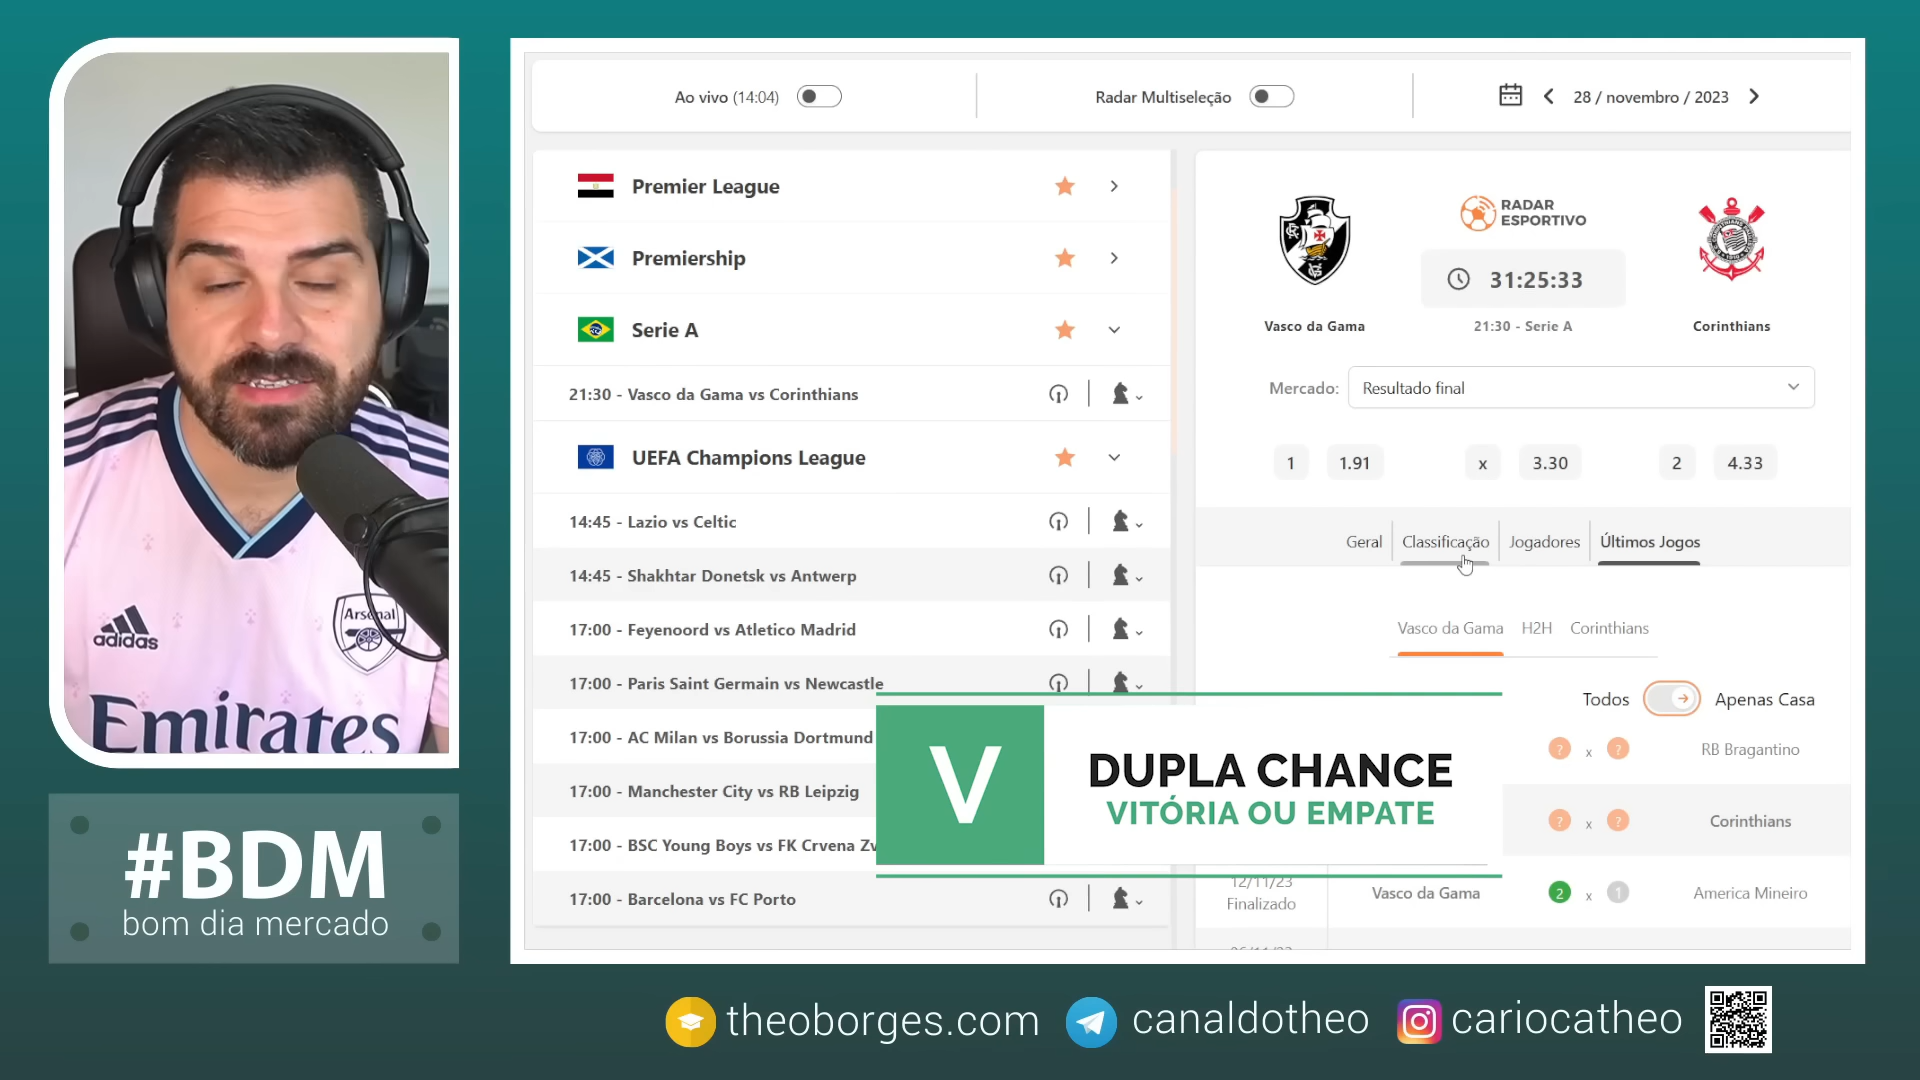 Ao vivo (14:04)
Radar Multiseleção
28 / novembro / 2023
Premier League
Premiership
Serie A
21:30 - Vasco da Gama vs Corinthians
UEFA Champions League
14:45 - Lazio vs Celtic
14:45 - Shakhtar Donetsk vs Antwerp
17:00 - Feyenoord vs Atletico Madrid
17:00 - Paris Saint Germain vs Newcastle
17:00 - AC Milan vs Borussia Dortmund
17:00 - Manchester City vs RB Leipzig
17:00 - BSC Young Boys vs FK Crvena Zv
17:00 - Barcelona vs FC Porto
RADAR
ESPORTIVO
31:25:33
Vasco da Gama
21:30 - Serie A
Corinthians
Mercado:
Resultado final
1
1.91
x
3.30
2
4.33
Geral
Classificação
Jogadores
Últimos Jogos
Vasco da Gama
H2H
Corinthians
Todos
Apenas Casa
? x ?
RB Bragantino
? x ?
Corinthians
12/11/23
Finalizado
Vasco da Gama
2 x 1
America Mineiro
V
DUPLA CHANCE
VITÓRIA OU EMPATE
adidas
Arsenal
Emirates
#BDM
bom dia mercado
theoborges.com
canaldotheo
cariocatheo